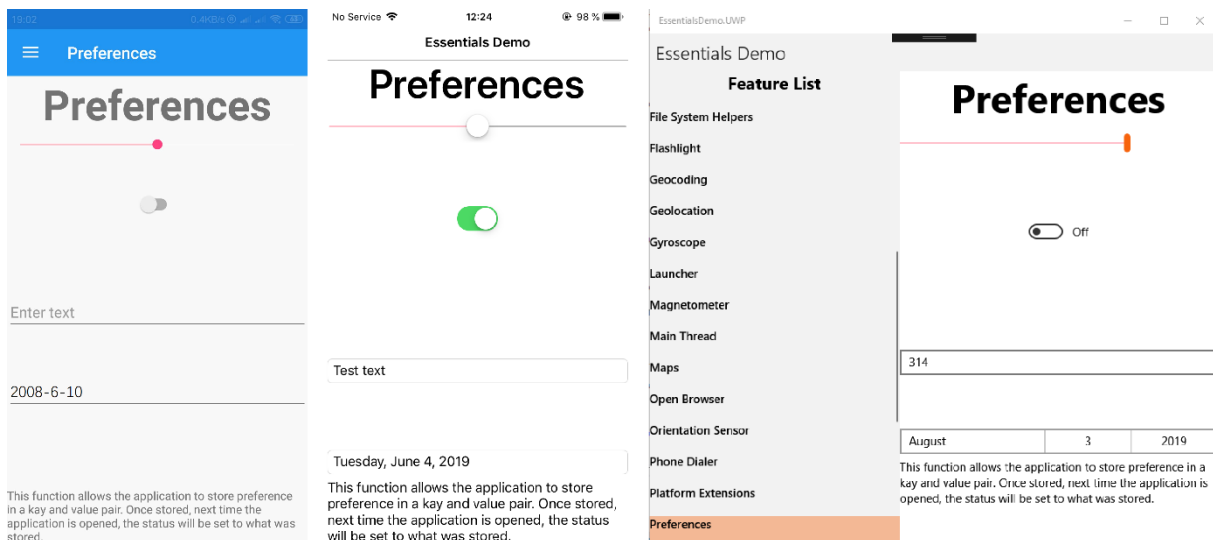 19:02
0.4KB/s
Preferences
Preferences
Enter text
2008-6-10
This function allows the application to store preference
in a kay and value pair. Once stored, next time the
application is opened, the status will be set to what was
stored.
No Service
12:24
98 %
Essentials Demo
Preferences
Test text
Tuesday, June 4, 2019
This function allows the application to store
preference in a kay and value pair. Once stored,
next time the application is opened, the status
will be set to what was stored.
EssentialsDemo.UWP
Essentials Demo
Feature List
File System Helpers
Flashlight
Geocoding
Geolocation
Gyroscope
Launcher
Magnetometer
Main Thread
Maps
Open Browser
Orientation Sensor
Phone Dialer
Platform Extensions
Preferences
Preferences
Off
314
August 3 2019
This function allows the application to store preference in a
kay and value pair. Once stored, next time the application is
opened, the status will be set to what was stored.